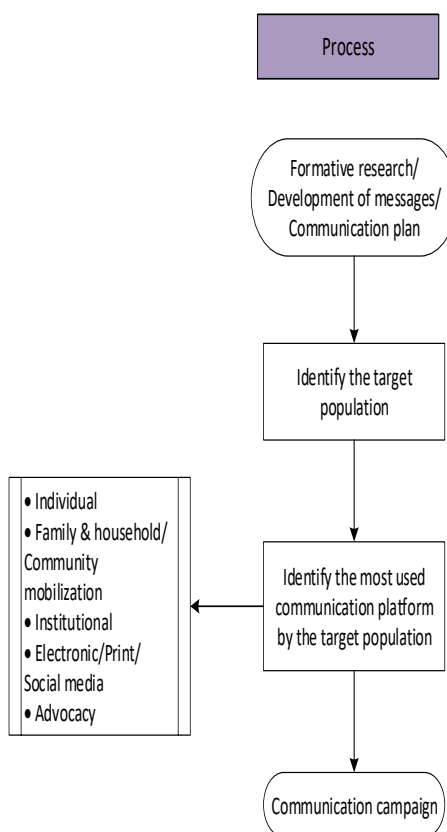 Process
Formative research/
Development of messages/
Communication plan
Identify the target
population
• Individual
• Family & household/
Community
mobilization
• Institutional
• Electronic/Print/
Social media
• Advocacy
Identify the most used
communication platform
by the target population
Communication campaign